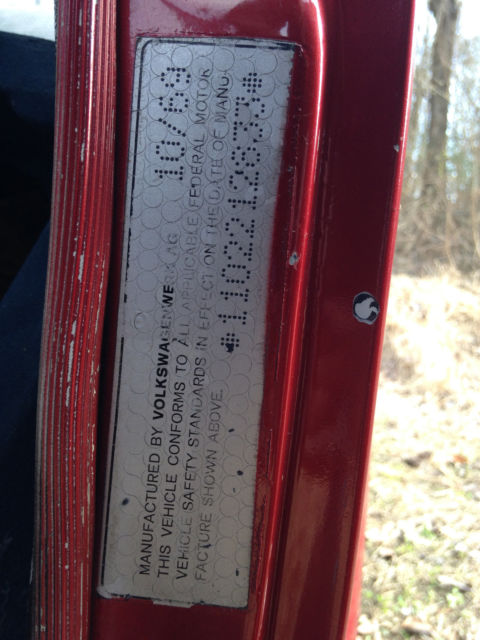 MANUFACTURED BY VOLKSWAGENWERK AG 10/69
THIS VEHICLE CONFORMS TO ALL APPLICABLE FEDERAL MOTOR
VEHICLE SAFETY STANDARDS IN EFFECT ON THE DATE OF MANU-
FACTURE SHOWN ABOVE.
*1102212833*